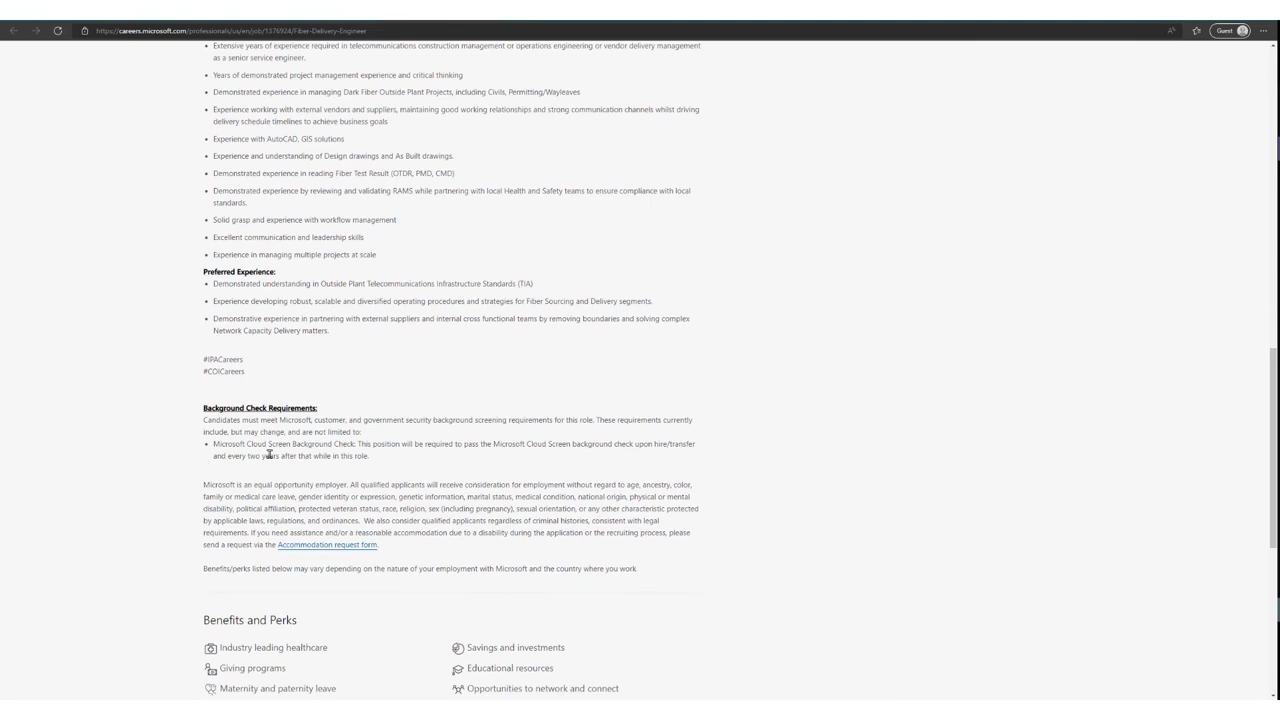 https://careers.microsoft.com/professionals/us/en/job/1376924/Fiber-Delivery-Engineer
Guest
Extensive years of experience required in telecommunications construction management or operations engineering or vendor delivery management
as a senior service engineer.
Years of demonstrated project management experience and critical thinking
Demonstrated experience in managing Dark Fiber Outside Plant Projects, including Civils, Permitting/Wayleaves
Experience working with external vendors and suppliers, maintaining good working relationships and strong communication channels whilst driving
delivery schedule timelines to achieve business goals
Experience with AutoCAD, GIS solutions
Experience and understanding of Design drawings and As Built drawings.
Demonstrated experience in reading Fiber Test Result (OTDR, PMD, CMD)
Demonstrated experience by reviewing and validating RAMS while partnering with local Health and Safety teams to ensure compliance with local
standards.
Solid grasp and experience with workflow management
Excellent communication and leadership skills
Experience in managing multiple projects at scale
Preferred Experience:
Demonstrated understanding in Outside Plant Telecommunications Infrastructure Standards (TIA)
Experience developing robust, scalable and diversified operating procedures and strategies for Fiber Sourcing and Delivery segments.
Demonstrative experience in partnering with external suppliers and internal cross functional teams by removing boundaries and solving complex
Network Capacity Delivery matters.
#IPACareers
#COICareers
Background Check Requirements:
Candidates must meet Microsoft, customer, and government security background screening requirements for this role. These requirements currently
include, but may change, and are not limited to:
Microsoft Cloud Screen Background Check: This position will be required to pass the Microsoft Cloud Screen background check upon hire/transfer
and every two years after that while in this role.
Microsoft is an equal opportunity employer. All qualified applicants will receive consideration for employment without regard to age, ancestry, color,
family or medical care leave, gender identity or expression, genetic information, marital status, medical condition, national origin, physical or mental
disability, political affiliation, protected veteran status, race, religion, sex (including pregnancy), sexual orientation, or any other characteristic protected
by applicable laws, regulations, and ordinances.  We also consider qualified applicants regardless of criminal histories, consistent with legal
requirements. If you need assistance and/or a reasonable accommodation due to a disability during the application or the recruiting process, please
send a request via the Accommodation request form.
Benefits/perks listed below may vary depending on the nature of your employment with Microsoft and the country where you work.
Benefits and Perks
Industry leading healthcare
Savings and investments
Giving programs
Educational resources
Maternity and paternity leave
Opportunities to network and connect